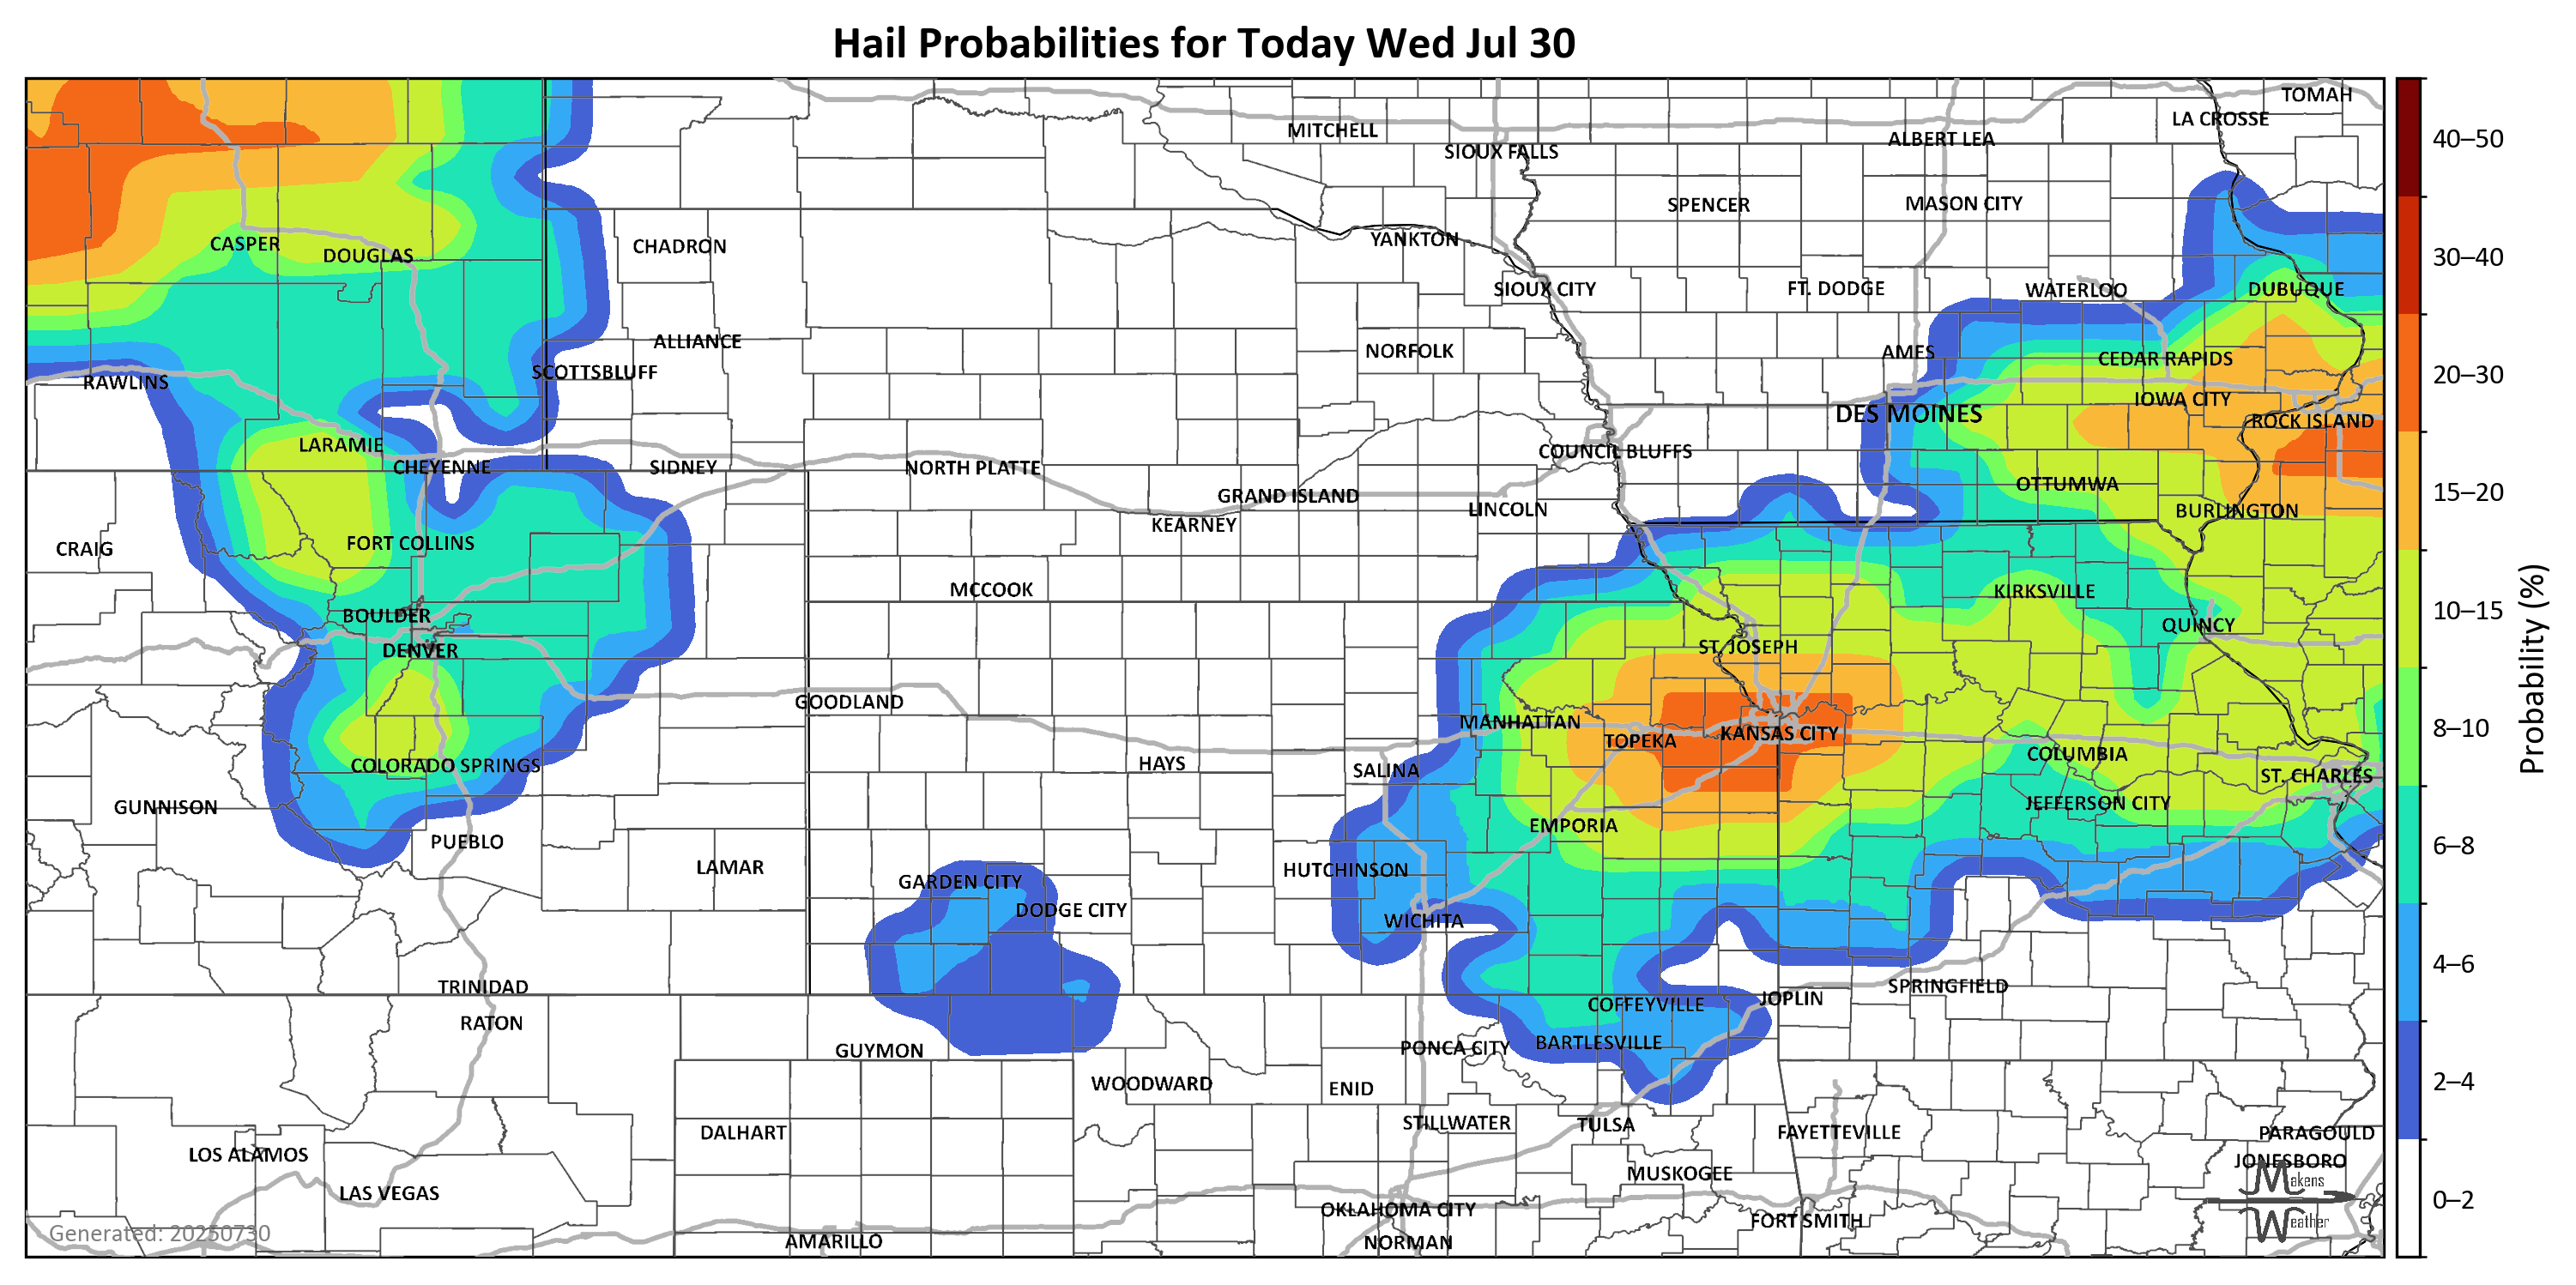 Hail Probabilities for Today Wed Jul 30
TOMAH
LA CROSSE
MITCHELL
ALBERT LEA
SIOUX FALLS
SPENCER
MASON CITY
YANKTON
CASPER
CHADRON
DOUGLAS
SIOUX CITY
FT. DODGE
WATERLOO
DUBUQUE
ALLIANCE
NORFOLK
AMES
CEDAR RAPIDS
SCOTTSBLUFF
RAWLINS
IOWA CITY
DES MOINES
ROCK ISLAND
LARAMIE
COUNCIL BLUFFS
CHEYENNE
SIDNEY
NORTH PLATTE
OTTUMWA
GRAND ISLAND
LINCOLN
BURLINGTON
KEARNEY
FORT COLLINS
CRAIG
MCCOOK
KIRKSVILLE
BOULDER
QUINCY
DENVER
ST. JOSEPH
GOODLAND
MANHATTAN
KANSAS CITY
TOPEKA
COLUMBIA
COLORADO SPRINGS
HAYS
SALINA
ST. CHARLES
GUNNISON
JEFFERSON CITY
EMPORIA
PUEBLO
LAMAR
HUTCHINSON
GARDEN CITY
DODGE CITY
WICHITA
TRINIDAD
SPRINGFIELD
JOPLIN
COFFEYVILLE
RATON
BARTLESVILLE
PONCA CITY
GUYMON
WOODWARD
ENID
STILLWATER
TULSA
DALHART
FAYETTEVILLE
PARAGOULD
LOS ALAMOS
JONESBORO
MUSKOGEE
LAS VEGAS
OKLAHOMA CITY
FORT SMITH
AMARILLO
NORMAN
Generated: 20250730
Makens
Weather
40–50
30–40
20–30
15–20
10–15
8–10
6–8
4–6
2–4
0–2
Probability (%)